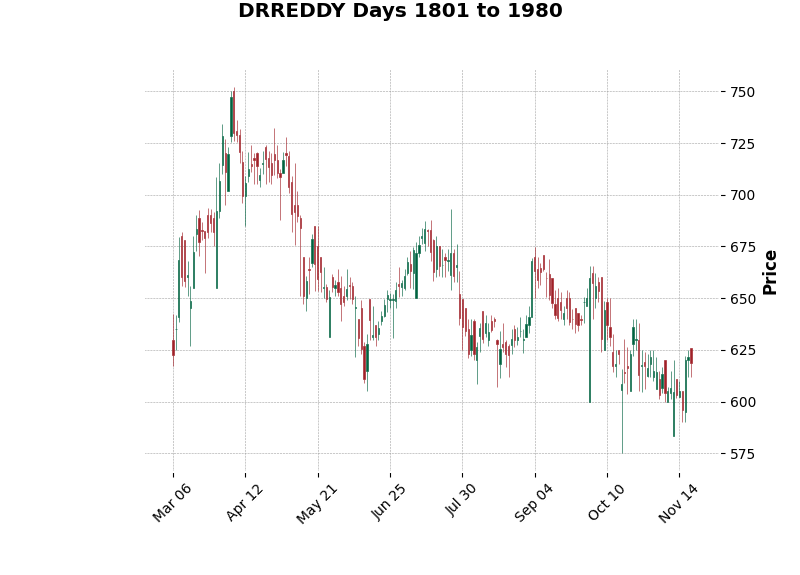 DRREDDY Days 1801 to 1980
750
725
700
675
650
625
600
575
Price
Mar 06
Apr 12
May 21
Jun 25
Jul 30
Sep 04
Oct 10
Nov 14